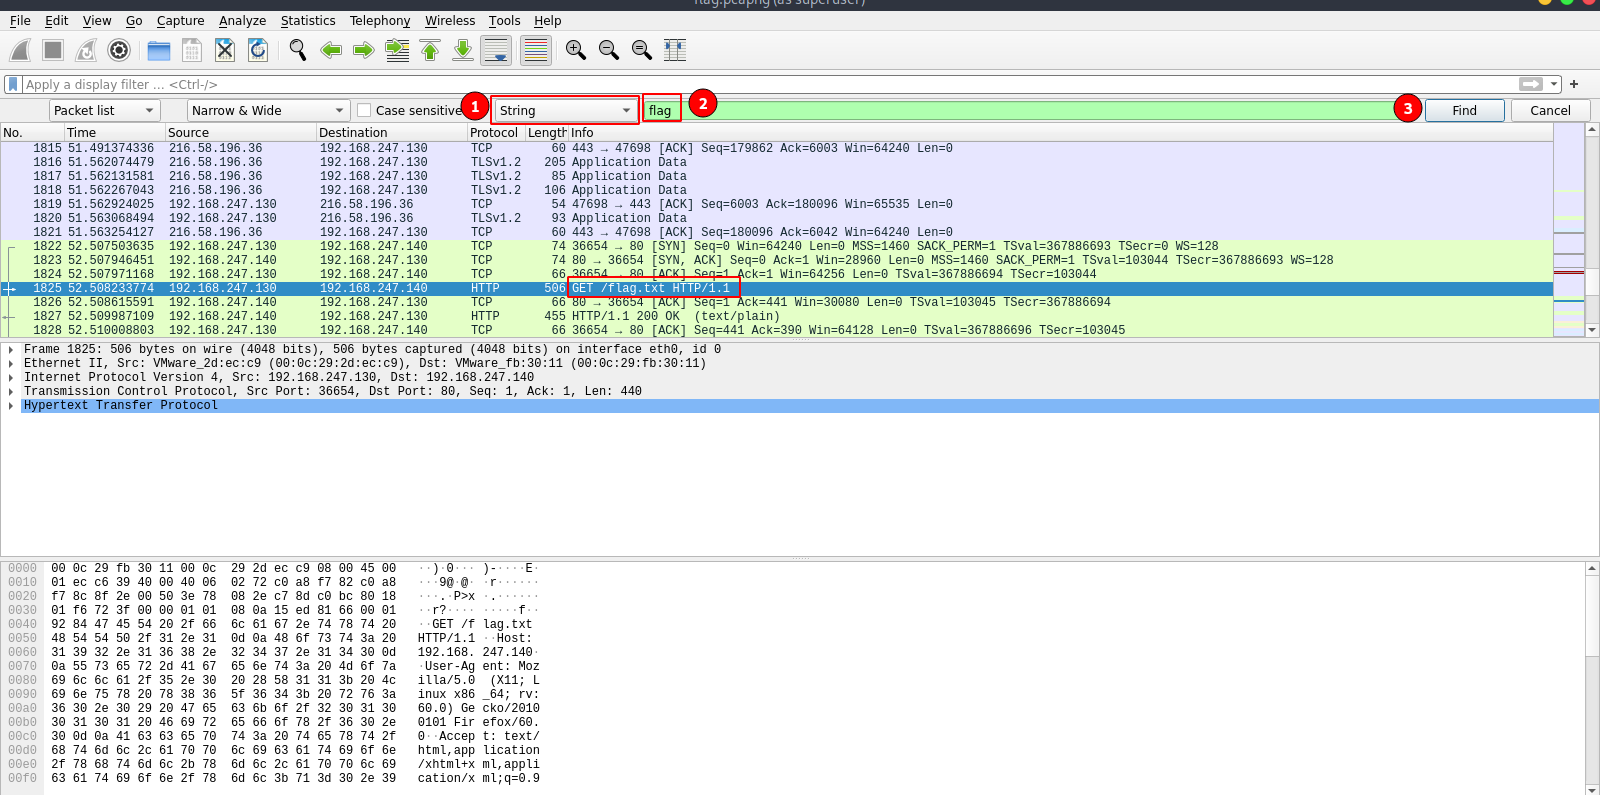 flag.pcapng (as superuser)
File Edit View Go Capture Analyze Statistics Telephony Wireless Tools Help
Apply a display filter ... <Ctrl-/>
Packet list Narrow & Wide Case sensitive 1 String flag 2 3 Find Cancel
No. Time Source Destination Protocol Length Info
1815 51.491374336 216.58.196.36 192.168.247.130 TCP 60 443 → 47698 [ACK] Seq=179862 Ack=6003 Win=64240 Len=0
1816 51.562074479 216.58.196.36 192.168.247.130 TLSv1.2 205 Application Data
1817 51.562131581 216.58.196.36 192.168.247.130 TLSv1.2 85 Application Data
1818 51.562267043 216.58.196.36 192.168.247.130 TLSv1.2 106 Application Data
1819 51.562924025 192.168.247.130 216.58.196.36 TCP 54 47698 → 443 [ACK] Seq=6003 Ack=180096 Win=65535 Len=0
1820 51.563068494 192.168.247.130 216.58.196.36 TLSv1.2 93 Application Data
1821 51.563254127 216.58.196.36 192.168.247.130 TCP 60 443 → 47698 [ACK] Seq=180096 Ack=6042 Win=64240 Len=0
1822 52.507503635 192.168.247.130 192.168.247.140 TCP 74 36654 → 80 [SYN] Seq=0 Win=64240 Len=0 MSS=1460 SACK_PERM=1 TSval=367886693 TSecr=0 WS=128
1823 52.507946451 192.168.247.140 192.168.247.130 TCP 74 80 → 36654 [SYN, ACK] Seq=0 Ack=1 Win=28960 Len=0 MSS=1460 SACK_PERM=1 TSval=103044 TSecr=367886693 WS=128
1824 52.507971168 192.168.247.130 192.168.247.140 TCP 66 36654 → 80 [ACK] Seq=1 Ack=1 Win=64256 Len=0 TSval=367886694 TSecr=103044
1825 52.508233774 192.168.247.130 192.168.247.140 HTTP 506 GET /flag.txt HTTP/1.1
1826 52.508615591 192.168.247.140 192.168.247.130 TCP 66 80 → 36654 [ACK] Seq=1 Ack=441 Win=30080 Len=0 TSval=103045 TSecr=367886694
1827 52.509987109 192.168.247.140 192.168.247.130 HTTP 455 HTTP/1.1 200 OK (text/plain)
1828 52.510008803 192.168.247.130 192.168.247.140 TCP 66 36654 → 80 [ACK] Seq=441 Ack=390 Win=64128 Len=0 TSval=367886696 TSecr=103045
Frame 1825: 506 bytes on wire (4048 bits), 506 bytes captured (4048 bits) on interface eth0, id 0
Ethernet II, Src: VMware_2d:ec:c9 (00:0c:29:2d:ec:c9), Dst: VMware_fb:30:11 (00:0c:29:fb:30:11)
Internet Protocol Version 4, Src: 192.168.247.130, Dst: 192.168.247.140
Transmission Control Protocol, Src Port: 36654, Dst Port: 80, Seq: 1, Ack: 1, Len: 440
Hypertext Transfer Protocol
0000 00 0c 29 fb 30 11 00 0c 29 2d ec c9 08 00 45 00 ··)·0··· )-····E·
0010 01 ec c6 39 40 00 40 06 02 72 c0 a8 f7 82 c0 a8 ···9@·@· ·r······
0020 f7 8c 8f 2e 00 50 3e 78 08 2e c7 8d c0 bc 80 18 ···.·P>x ·.······
0030 01 f6 72 3f 00 00 01 01 08 0a 15 ed 81 66 00 01 ··r?···· ·····f··
0040 92 84 47 45 54 20 2f 66 6c 61 67 2e 74 78 74 20 ··GET /f lag.txt
0050 48 54 54 50 2f 31 2e 31 0d 0a 48 6f 73 74 3a 20 HTTP/1.1 ··Host:
0060 31 39 32 2e 31 36 38 2e 32 34 37 2e 31 34 30 0d 192.168. 247.140·
0070 0a 55 73 65 72 2d 41 67 65 6e 74 3a 20 4d 6f 7a ·User-Ag ent: Moz
0080 69 6c 6c 61 2f 35 2e 30 20 28 58 31 31 3b 20 4c illa/5.0 (X11; L
0090 69 6e 75 78 20 78 38 36 5f 36 34 3b 20 72 76 3a inux x86 _64; rv:
00a0 36 30 2e 30 29 20 47 65 63 6b 6f 2f 32 30 31 30 60.0) Ge cko/2010
00b0 30 31 30 31 20 46 69 72 65 66 6f 78 2f 36 30 2e 0101 Fir efox/60.
00c0 30 0d 0a 41 63 63 65 70 74 3a 20 74 65 78 74 2f 0··Accep t: text/
00d0 68 74 6d 6c 2c 61 70 70 6c 69 63 61 74 69 6f 6e html,app lication
00e0 2f 78 68 74 6d 6c 2b 78 6d 6c 2c 61 70 70 6c 69 /xhtml+x ml,appli
00f0 63 61 74 69 6f 6e 2f 78 6d 6c 3b 71 3d 30 2e 39 cation/x ml;q=0.9